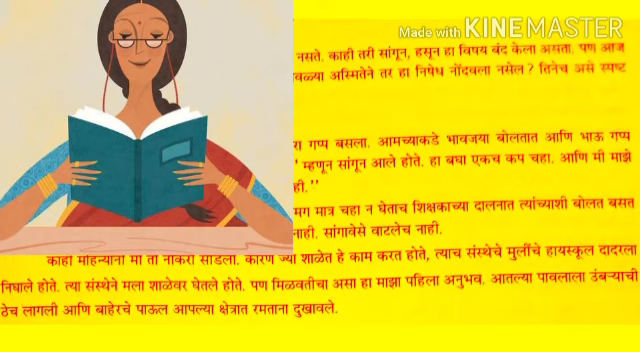 Made with KINEMASTER
नसते. काही तरी सांगून, हसून हा विषय बंद केला असता. पण आज
वळ्या अस्मितेने तर हा निषेध नोंदवला नसेल? तिनेच असे स्पष्ट
रा गप्प बसला. आमच्याकडे भावजया बोलतात आणि भाऊ गप्प
' म्हणून सांगून आले होते. हा बघा एकच कप चहा. आणि मी माझे
ही.''
मग मात्र चहा न घेताच शिक्षकाच्या दालनात त्यांच्याशी बोलत बसत
नाही. सांगावेसे वाटलेच नाही.
काही महिन्यांनी मी ती नोकरी सोडली. कारण ज्या शाळेत हे काम करत होते, त्याच संस्थेचे मुलींचे हायस्कूल दादरला
निघाले होते. त्या संस्थेने मला शाळेवर घेतले होते. पण मिळवतीचा असा हा माझा पहिला अनुभव. आतल्या पावलाला उंबऱ्याची
ठेच लागली आणि बाहेरचे पाऊल आपल्या क्षेत्रात रमताना दुखावले.